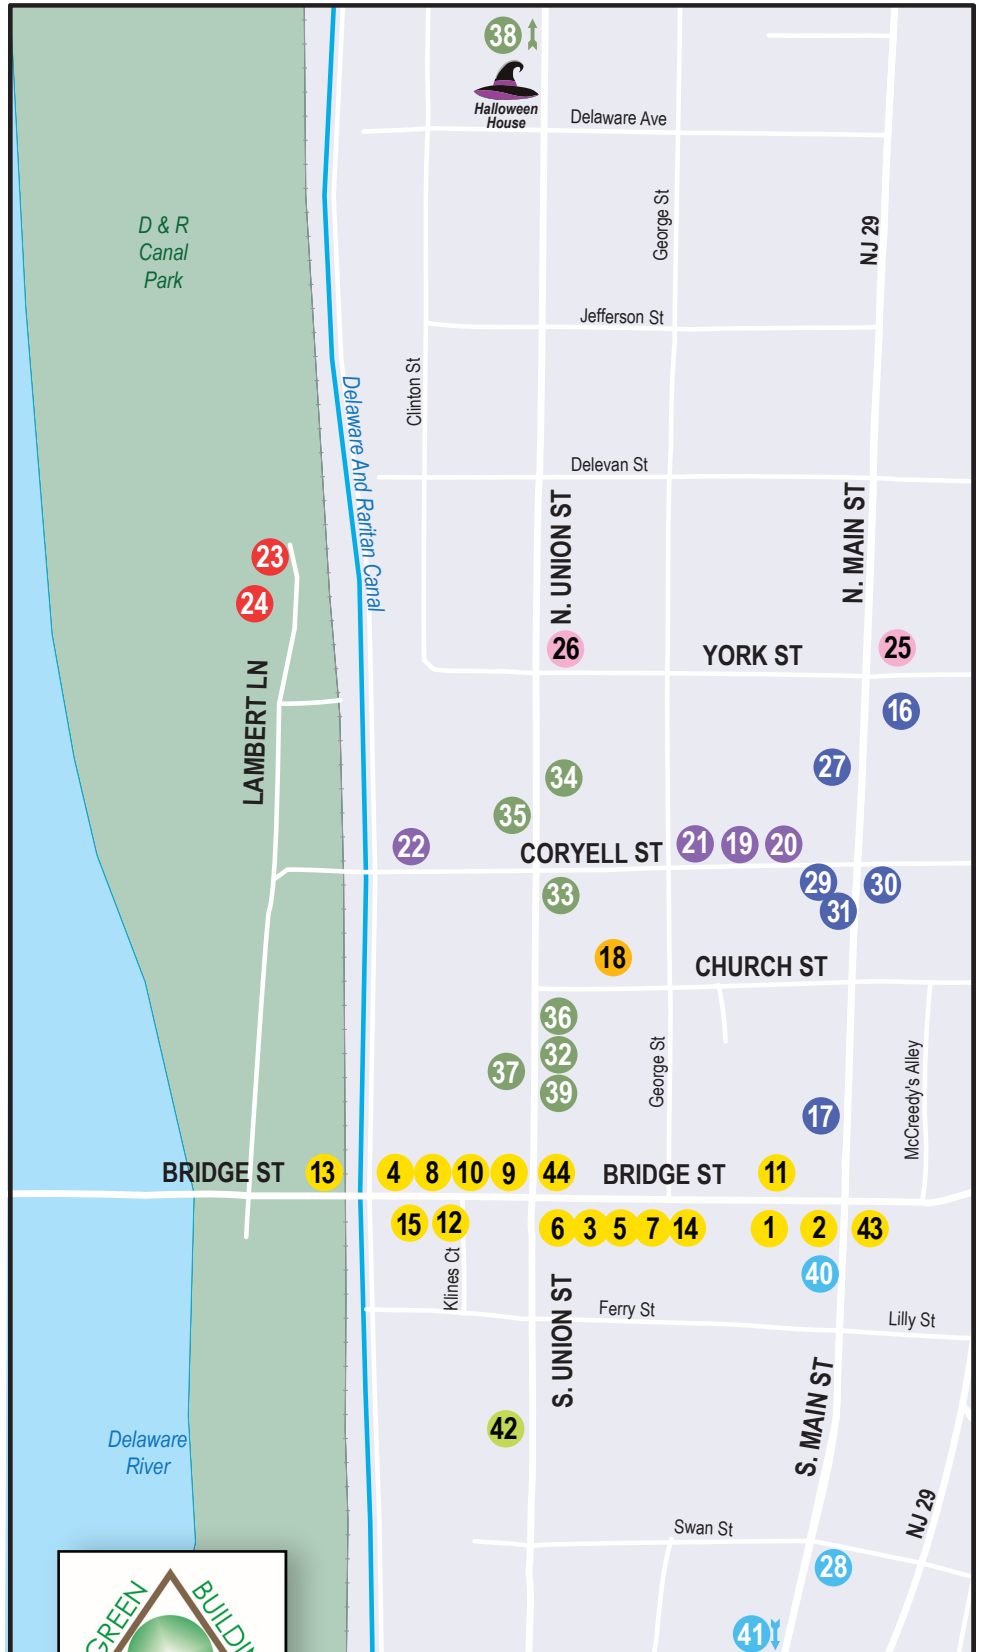 38
Halloween
House
Delaware Ave
D & R
Canal
Park
George St
NJ 29
Jefferson St
Clinton St
Delaware And Raritan Canal
Delevan St
N. UNION ST
N. MAIN ST
23
24
26
YORK ST
25
LAMBERT LN
16
27
34
35
22
CORYELL ST
21 19 20
29
30
33
31
18
CHURCH ST
36
32
37
39
George St
McCreedy's Alley
17
BRIDGE ST
13
4 8 10 9 44
BRIDGE ST
11
15 12
6 3 5 7 14
1 2 43
40
Klines Ct
S. UNION ST
Ferry St
Lilly St
S. MAIN ST
42
Delaware
River
NJ 29
Swan St
28
41
GREEN